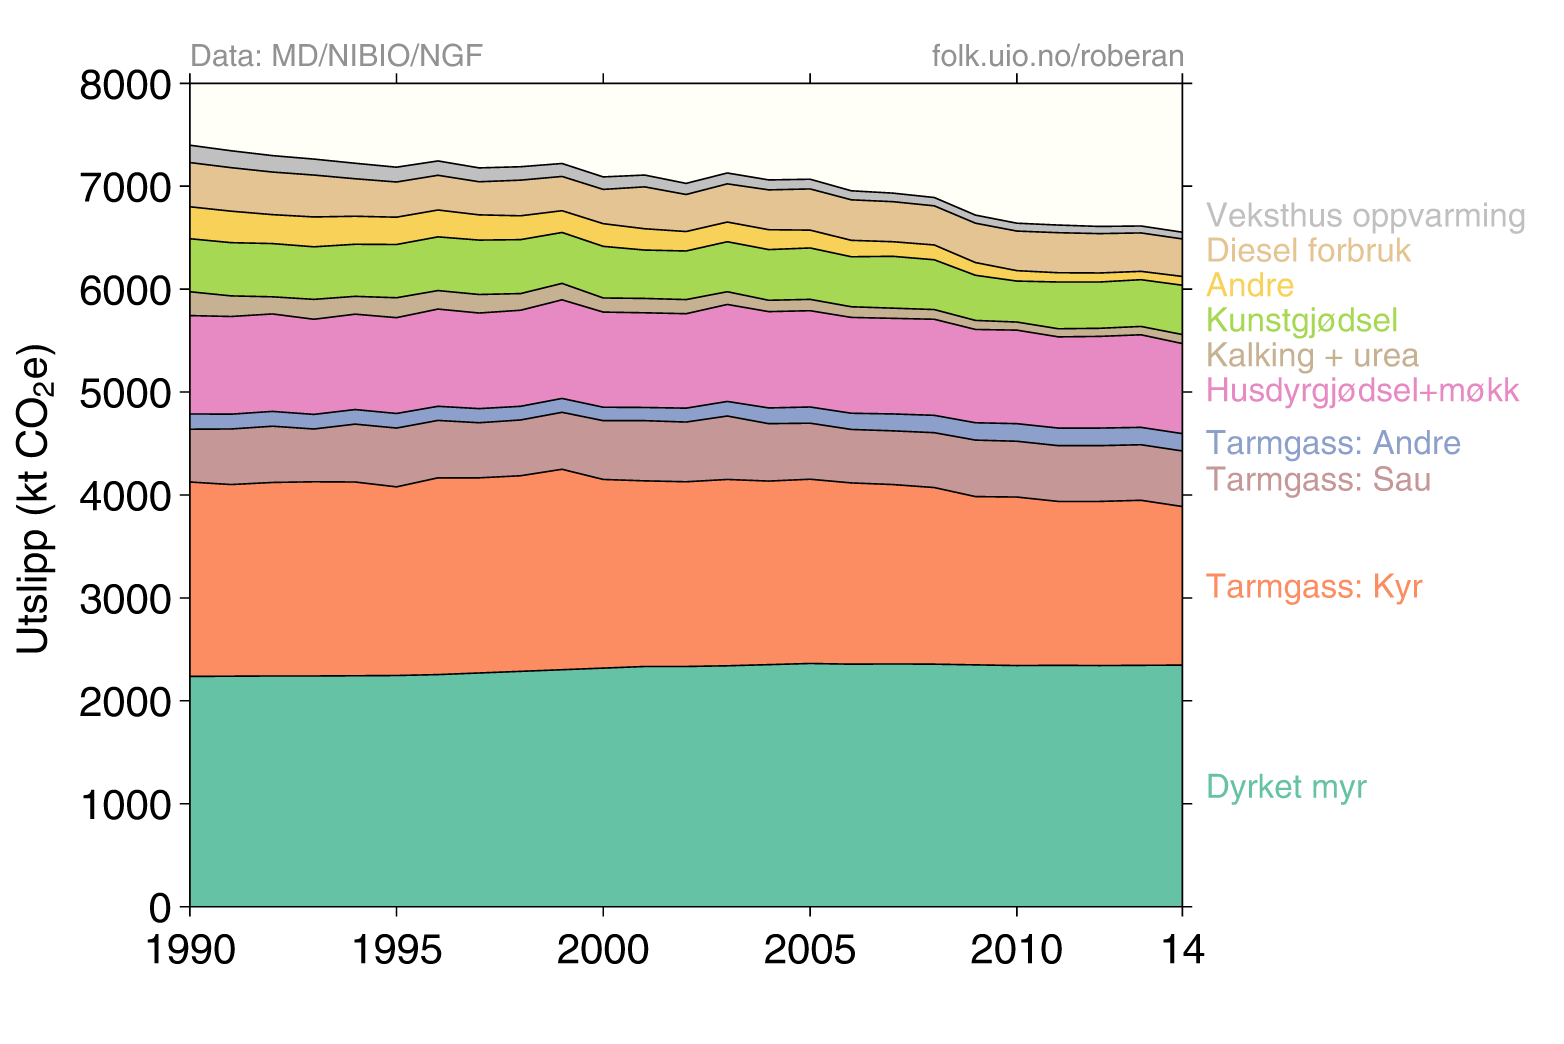 Data: MD/NIBIO/NGF
folk.uio.no/roberan
8000
7000
6000
5000
4000
3000
2000
1000
0
Utslipp (kt CO₂e)
1990
1995
2000
2005
2010
14
Veksthus oppvarming
Diesel forbruk
Andre
Kunstgjødsel
Kalking + urea
Husdyrgjødsel+møkk
Tarmgass: Andre
Tarmgass: Sau
Tarmgass: Kyr
Dyrket myr